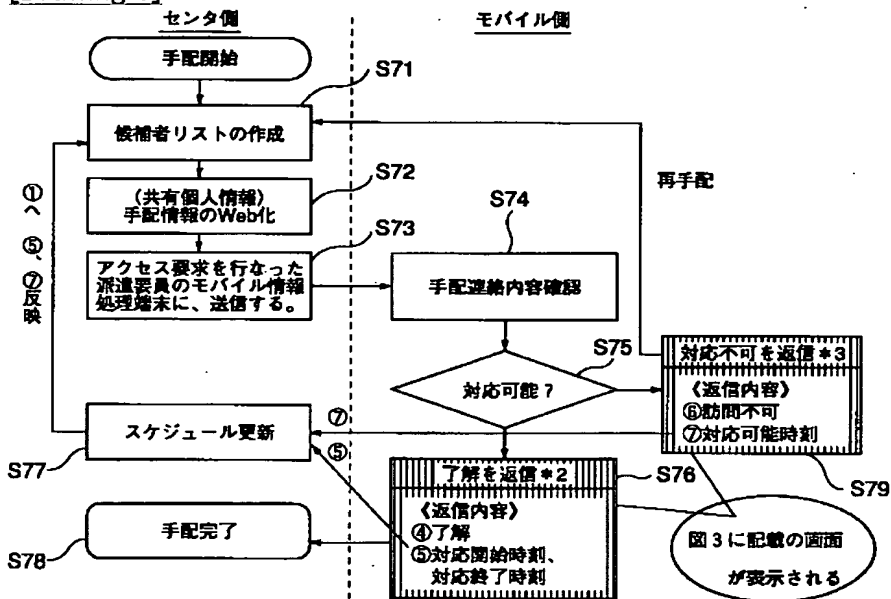 センタ側
モバイル側
手配開始
S71
候補者リストの作成
S72
(共有個人情報)
手配情報のWeb化
S73
アクセス要求を行なった
派遣要員のモバイル情報
処理端末に、送信する。
S74
手配連絡内容確認
再手配
①へ ⑤、⑦反映
S75
対応可能?
対応不可を返信*3
《返信内容》
⑥訪問不可
⑦対応可能時刻
S79
⑦
⑤
スケジュール更新
S77
S76
了解を返信*2
《返信内容》
④了解
⑤対応開始時刻、
対応終了時刻
手配完了
S78
図3に記載の画面
が表示される